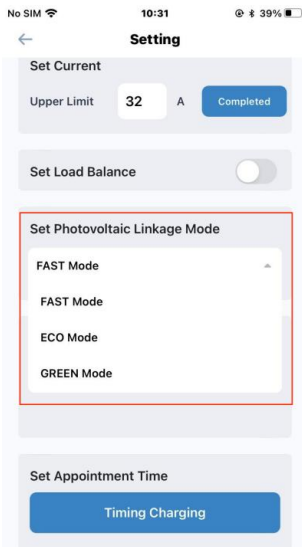 No SIM 10:31 39%
Setting
Set Current
Upper Limit 32 A Completed
Set Load Balance
Set Photovoltaic Linkage Mode
FAST Mode
FAST Mode
ECO Mode
GREEN Mode
Set Appointment Time
Timing Charging